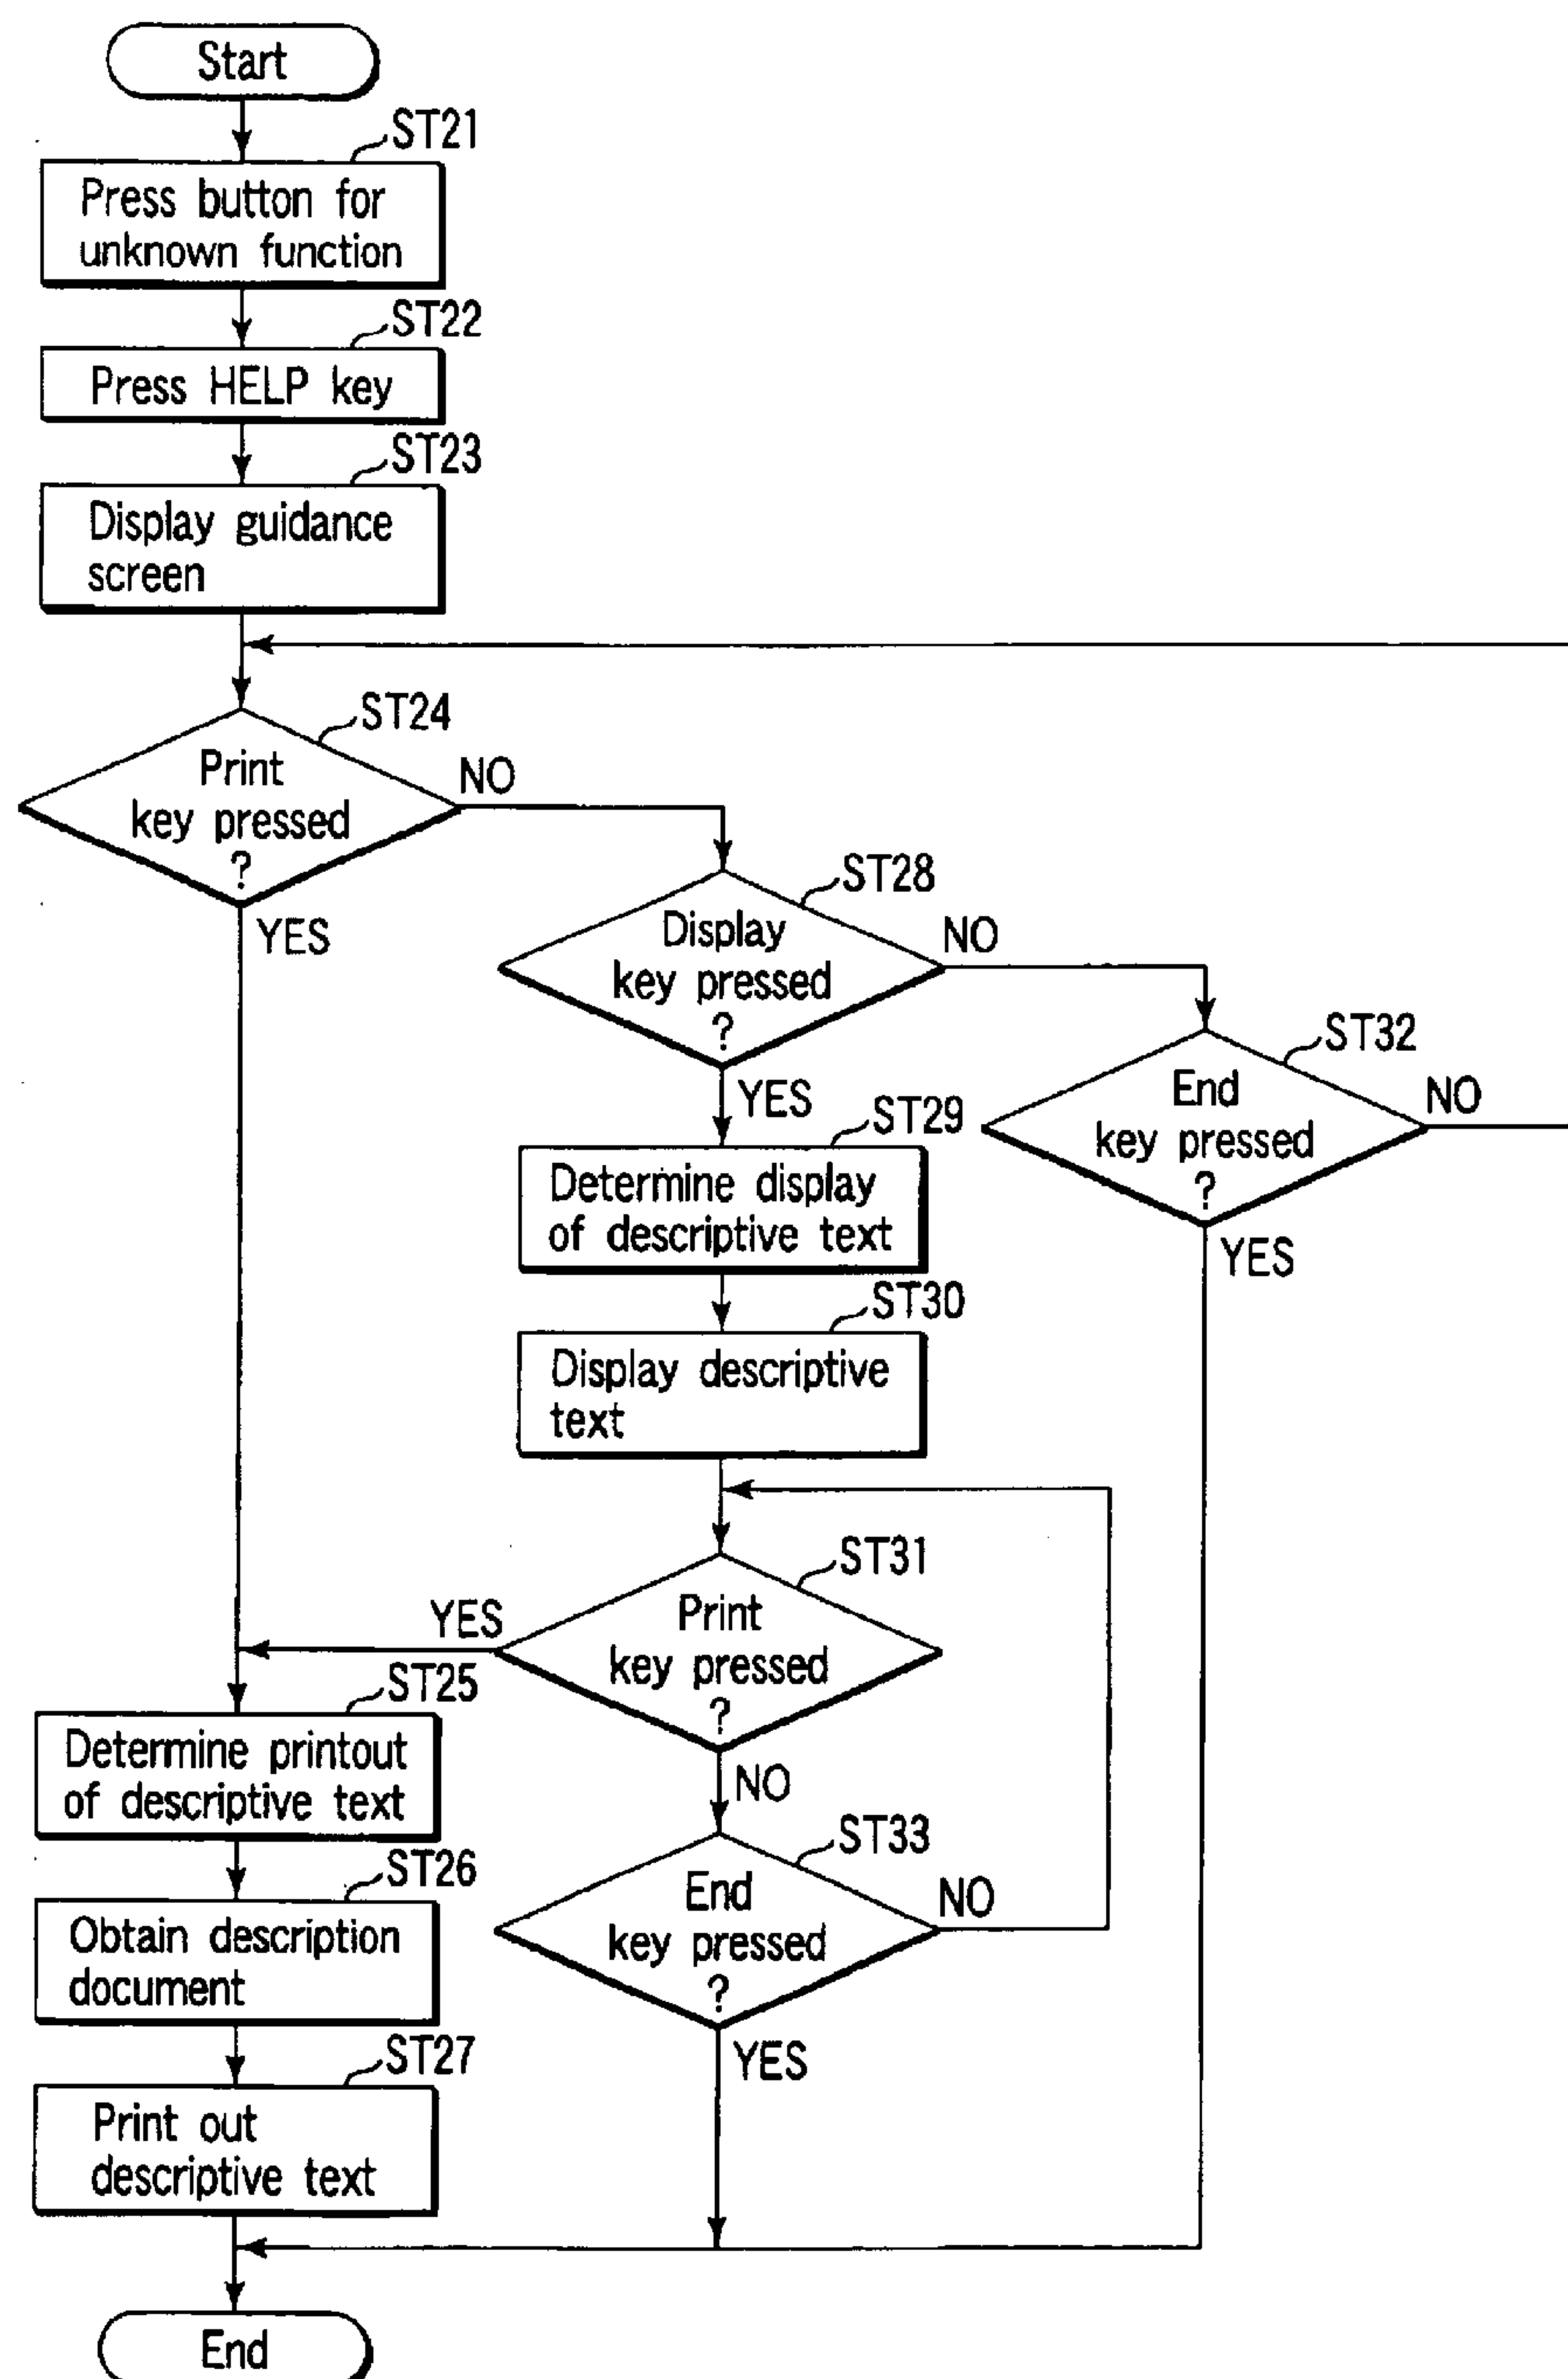 Start
ST21
Press button for
unknown function
ST22
Press HELP key
ST23
Display guidance
screen
ST24
Print
key pressed
?
NO
YES
ST28
Display
key pressed
?
NO
YES
ST32
End
key pressed
?
NO
YES
ST29
Determine display
of descriptive text
ST30
Display descriptive
text
ST31
Print
key pressed
?
YES
NO
ST25
Determine printout
of descriptive text
ST33
End
key pressed
?
NO
YES
ST26
Obtain description
document
ST27
Print out
descriptive text
End